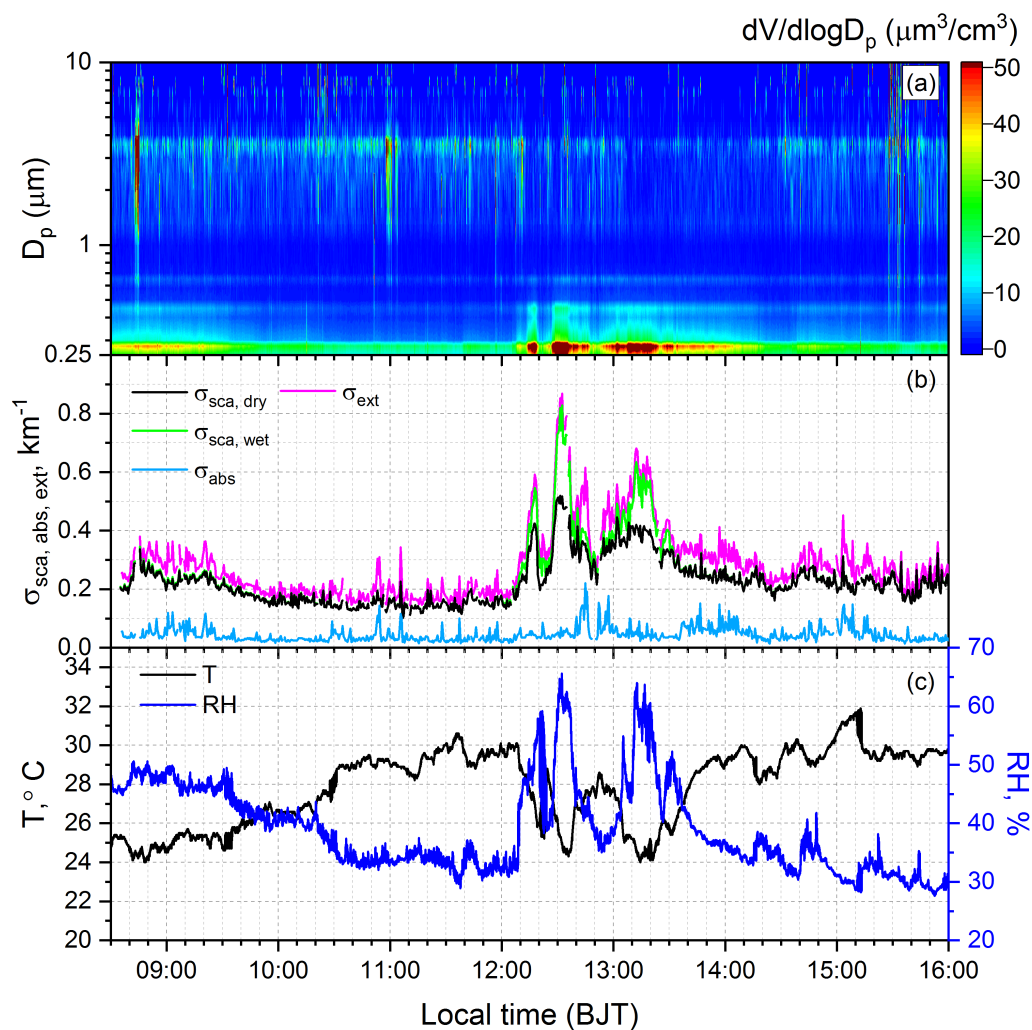 dV/dlogDp (μm3/cm3)
10
1
0.25
Dp (μm)
(a)
50
40
30
20
10
0
(b)
σsca, dry
σext
σsca, wet
σabs
0.8
0.6
0.4
0.2
0.0
σsca, abs, ext, km-1
(c)
T
RH
34
32
30
28
26
24
22
20
T, ° C
70
60
50
40
30
20
RH, %
09:00 10:00 11:00 12:00 13:00 14:00 15:00 16:00
Local time (BJT)